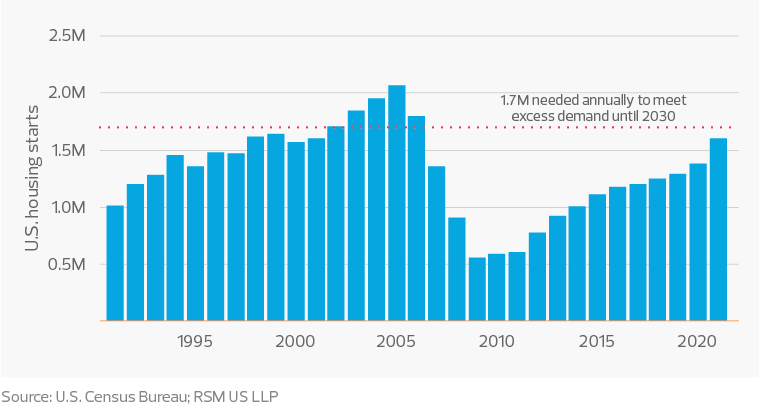 2.5M
2.0M
1.5M
1.0M
0.5M
U.S. housing starts
1.7M needed annually to meet
excess demand until 2030
1995
2000
2005
2010
2015
2020
Source: U.S. Census Bureau; RSM US LLP